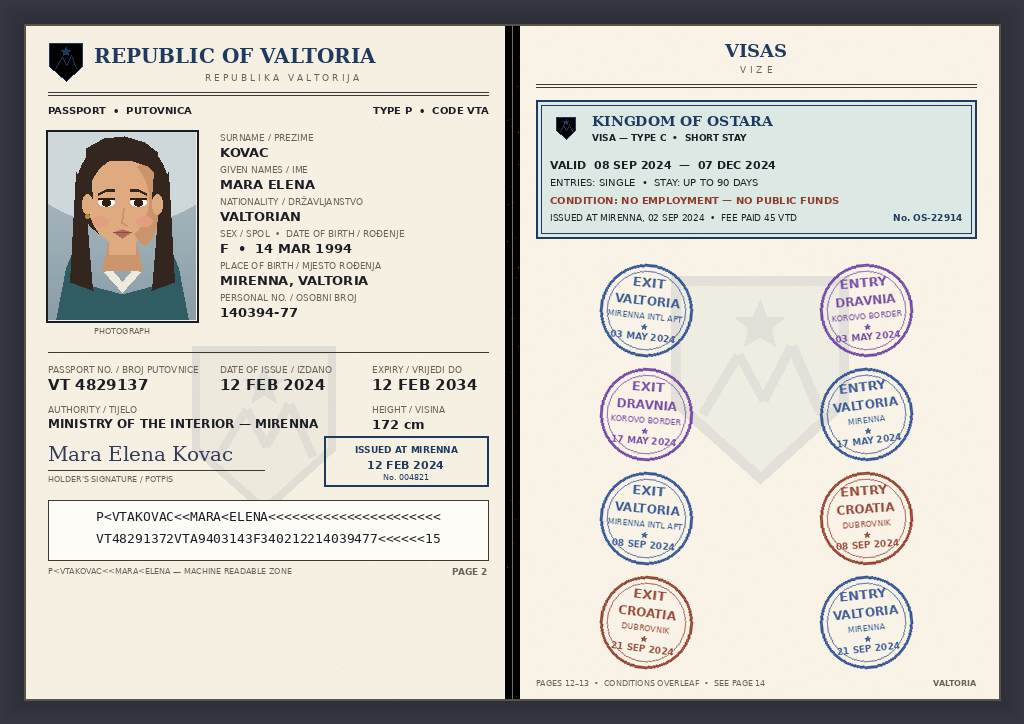 REPUBLIC OF VALTORIA
REPUBLIKA VALTORIJA
PASSPORT • PUTOVNICA
TYPE P • CODE VTA
SURNAME / PREZIME
KOVAC
GIVEN NAMES / IME
MARA ELENA
NATIONALITY / DRŽAVLJANSTVO
VALTORIAN
SEX / SPOL • DATE OF BIRTH / ROĐENJE
F • 14 MAR 1994
PLACE OF BIRTH / MJESTO ROĐENJA
MIRENNA, VALTORIA
PERSONAL NO. / OSOBNI BROJ
140394-77
PHOTOGRAPH
PASSPORT NO. / BROJ PUTOVNICE
VT 4829137
DATE OF ISSUE / IZDANO
12 FEB 2024
EXPIRY / VRIJEDI DO
12 FEB 2034
AUTHORITY / TIJELO
MINISTRY OF THE INTERIOR — MIRENNA
HEIGHT / VISINA
172 cm
Mara Elena Kovac
HOLDER'S SIGNATURE / POTPIS
ISSUED AT MIRENNA
12 FEB 2024
No. 004821
P<VTAKOVAC<<MARA<ELENA<<<<<<<<<<<<<<<<<<<<<<
VT48291372VTA9403143F340212214039477<<<<<<15
P<VTAKOVAC<<MARA<ELENA — MACHINE READABLE ZONE
PAGE 2
VISAS
VIZE
KINGDOM OF OSTARA
VISA — TYPE C • SHORT STAY
VALID 08 SEP 2024 — 07 DEC 2024
ENTRIES: SINGLE • STAY: UP TO 90 DAYS
CONDITION: NO EMPLOYMENT — NO PUBLIC FUNDS
ISSUED AT MIRENNA, 02 SEP 2024 • FEE PAID 45 VTD
No. OS-22914
EXIT
VALTORIA
MIRENNA INTL APT
03 MAY 2024
ENTRY
DRAVNIA
KOROVO BORDER
03 MAY 2024
EXIT
DRAVNIA
KOROVO BORDER
17 MAY 2024
ENTRY
VALTORIA
MIRENNA
17 MAY 2024
EXIT
VALTORIA
MIRENNA INTL APT
08 SEP 2024
ENTRY
CROATIA
DUBROVNIK
08 SEP 2024
EXIT
CROATIA
DUBROVNIK
21 SEP 2024
ENTRY
VALTORIA
MIRENNA
21 SEP 2024
PAGES 12–13 • CONDITIONS OVERLEAF • SEE PAGE 14
VALTORIA